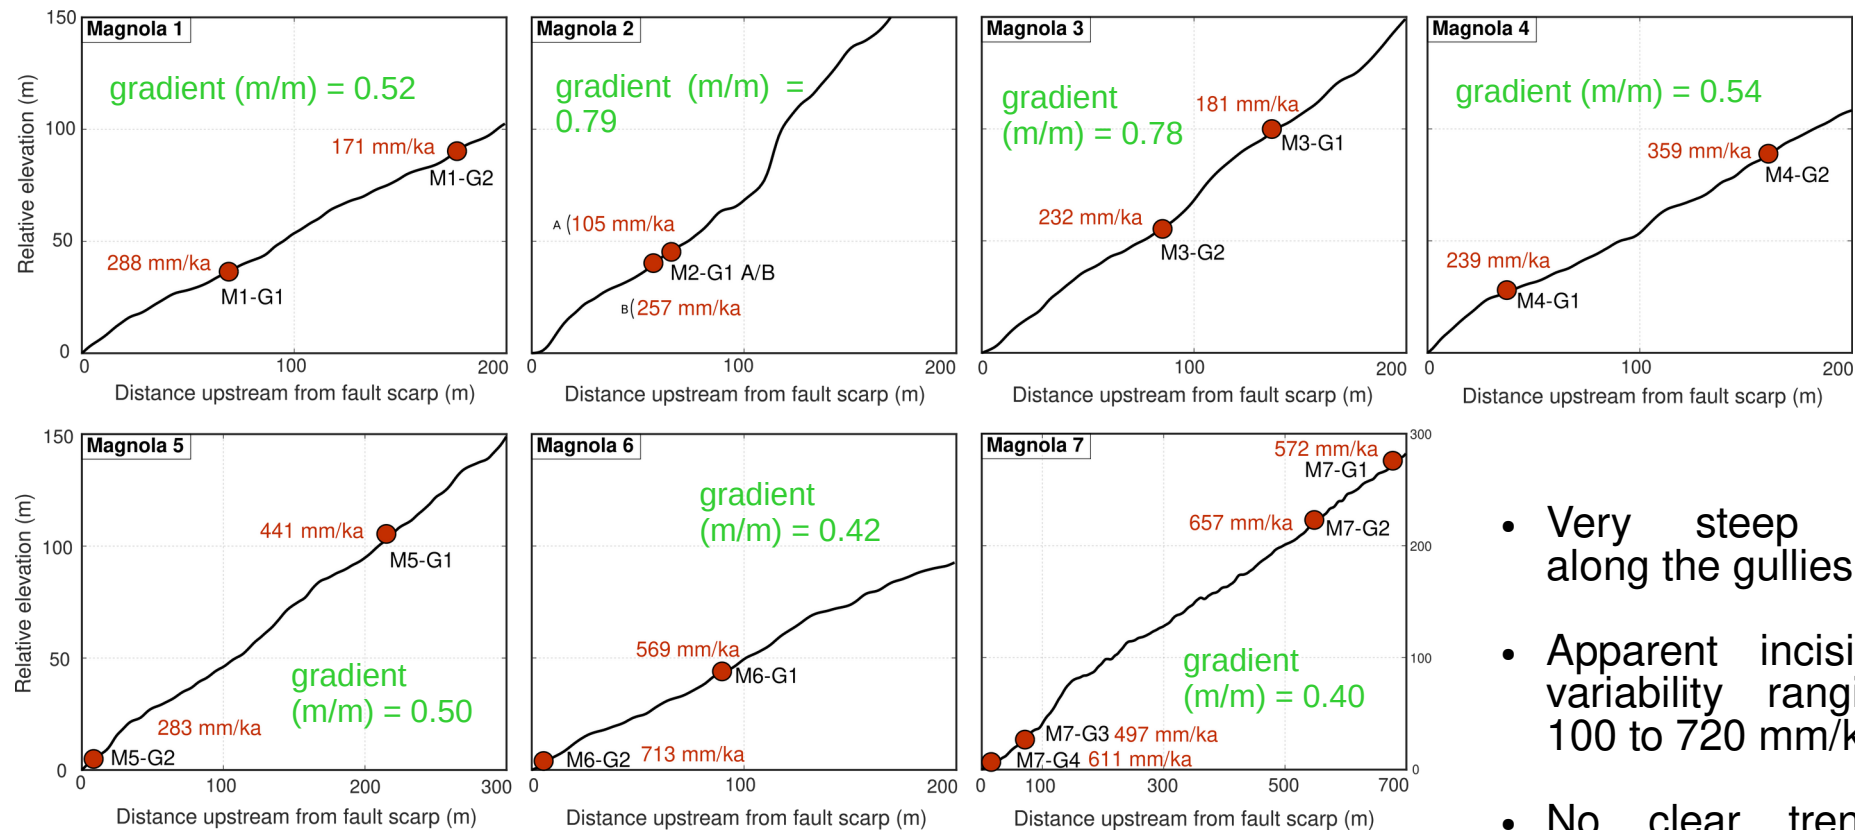 Magnola 1
gradient (m/m) = 0.52
171 mm/ka
M1-G2
288 mm/ka
M1-G1
150
100
50
0
0
100
200
Relative elevation (m)
Distance upstream from fault scarp (m)
Magnola 2
gradient (m/m) =
0.79
A (105 mm/ka
M2-G1 A/B
B (257 mm/ka
0
100
200
Distance upstream from fault scarp (m)
Magnola 3
gradient
(m/m) = 0.78
181 mm/ka
M3-G1
232 mm/ka
M3-G2
0
100
200
Distance upstream from fault scarp (m)
Magnola 4
gradient (m/m) = 0.54
359 mm/ka
M4-G2
239 mm/ka
M4-G1
0
100
200
Distance upstream from fault scarp (m)
Magnola 5
441 mm/ka
M5-G1
gradient
(m/m) = 0.50
283 mm/ka
M5-G2
150
100
50
0
0
100
200
300
Relative elevation (m)
Distance upstream from fault scarp (m)
Magnola 6
gradient
(m/m) = 0.42
569 mm/ka
M6-G1
M6-G2 713 mm/ka
0
100
200
Distance upstream from fault scarp (m)
Magnola 7
572 mm/ka
M7-G1
657 mm/ka
M7-G2
gradient
(m/m) = 0.40
M7-G3 497 mm/ka
M7-G4 611 mm/ka
300
200
100
0
0
100
300
500
700
Distance upstream from fault scarp (m)
• Very steep
along the gullies
• Apparent incisi
variability rangi
100 to 720 mm/k
• No clear tren